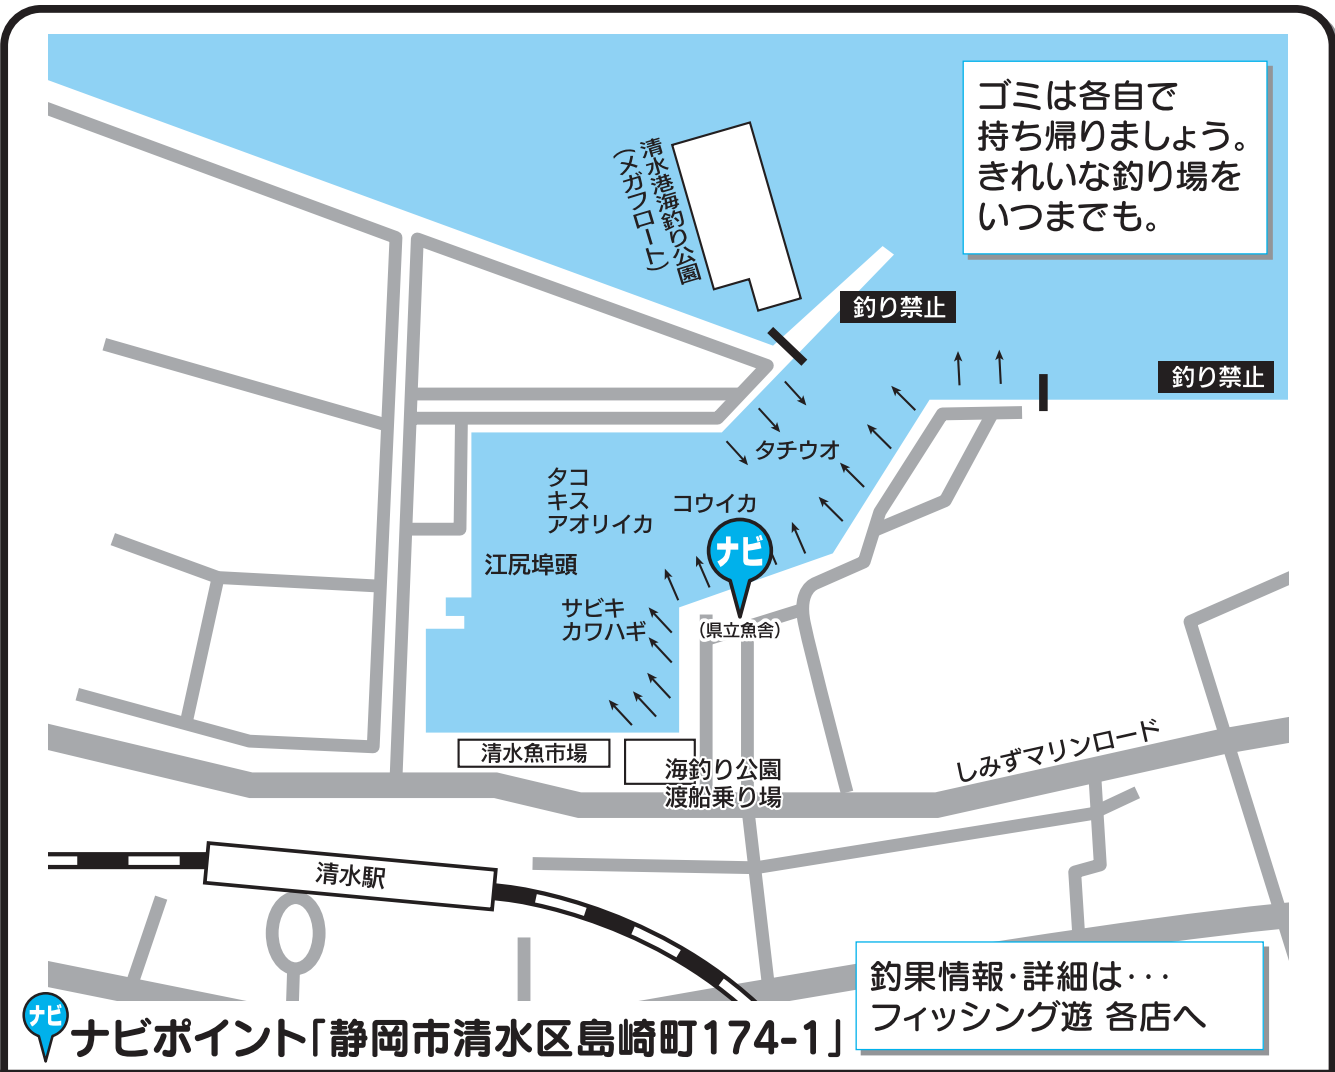 ゴミは各自で
持ち帰りましょう。
きれいな釣り場を
いつまでも。
清水港海釣り公園
(メガフロート)
釣り禁止
釣り禁止
タチウオ
タコ
キス
アオリイカ
コウイカ
ナビ
江尻埠頭
サビキ
カワハギ
(県立魚舎)
清水魚市場
海釣り公園
渡船乗り場
しみずマリンロード
清水駅
釣果情報・詳細は・・・
フィッシング遊 各店へ
ナビ
ナビポイント「静岡市清水区島崎町174-1」